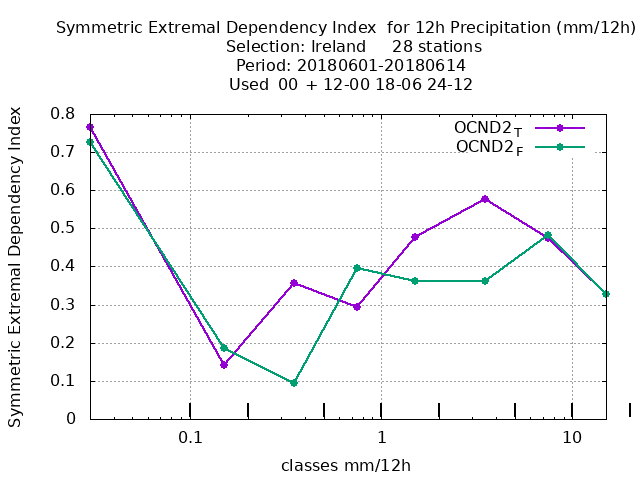 Symmetric Extremal Dependency Index  for 12h Precipitation (mm/12h)
Selection: Ireland     28 stations
Period: 20180601-20180614
Used  00  + 12-00 18-06 24-12
Symmetric Extremal Dependency Index
0.8
0.7
0.6
0.5
0.4
0.3
0.2
0.1
0
OCND2T
OCND2F
0.1
1
10
classes mm/12h